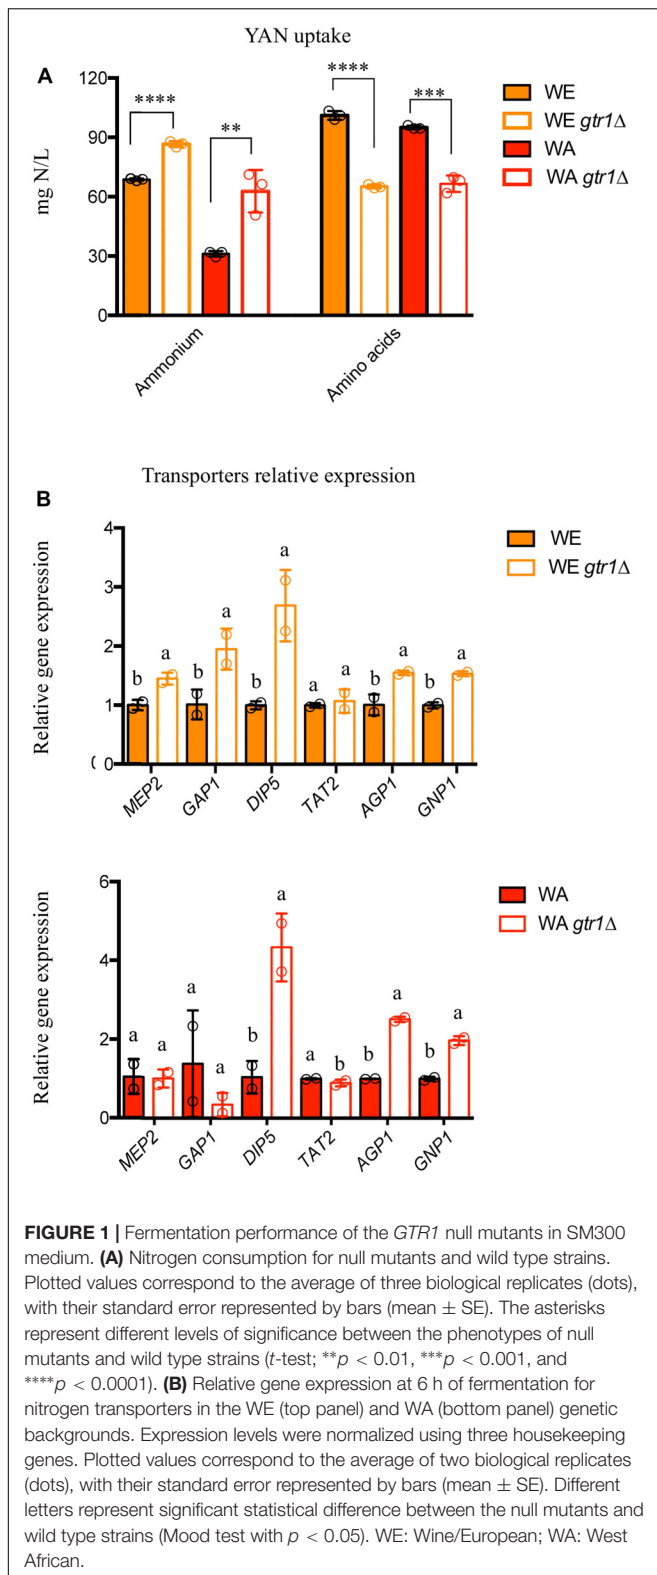 YAN uptake
A
120
90
60
30
0
mg N/L
****
**
****
***
WE
WE gtr1Δ
WA
WA gtr1Δ
Ammonium
Amino acids
Transporters relative expression
B
4
3
2
1
0
Relative gene expression
b a b a b a a a b a b a
WE
WE gtr1Δ
MEP2 GAP1 DIP5 TAT2 AGP1 GNP1
6
4
2
0
Relative gene expression
a a a a b a a b b a b a
WA
WA gtr1Δ
MEP2 GAP1 DIP5 TAT2 AGP1 GNP1
FIGURE 1 | Fermentation performance of the GTR1 null mutants in SM300
medium. (A) Nitrogen consumption for null mutants and wild type strains.
Plotted values correspond to the average of three biological replicates (dots),
with their standard error represented by bars (mean ± SE). The asterisks
represent different levels of significance between the phenotypes of null
mutants and wild type strains (t-test; **p < 0.01, ***p < 0.001, and
****p < 0.0001). (B) Relative gene expression at 6 h of fermentation for
nitrogen transporters in the WE (top panel) and WA (bottom panel) genetic
backgrounds. Expression levels were normalized using three housekeeping
genes. Plotted values correspond to the average of two biological replicates
(dots), with their standard error represented by bars (mean ± SE). Different
letters represent significant statistical difference between the null mutants and
wild type strains (Mood test with p < 0.05). WE: Wine/European; WA: West
African.